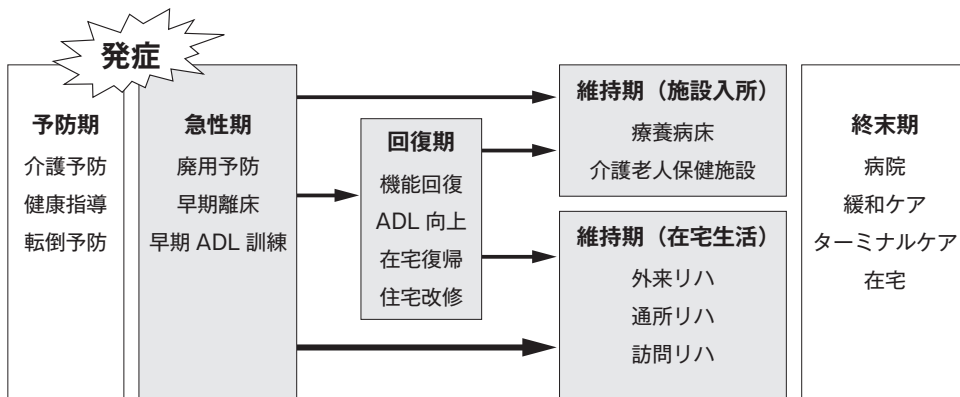 発症
予防期
介護予防
健康指導
転倒予防
急性期
廃用予防
早期離床
早期 ADL 訓練
回復期
機能回復
ADL 向上
在宅復帰
住宅改修
維持期（施設入所）
療養病床
介護老人保健施設
維持期（在宅生活）
外来リハ
通所リハ
訪問リハ
終末期
病院
緩和ケア
ターミナルケア
在宅